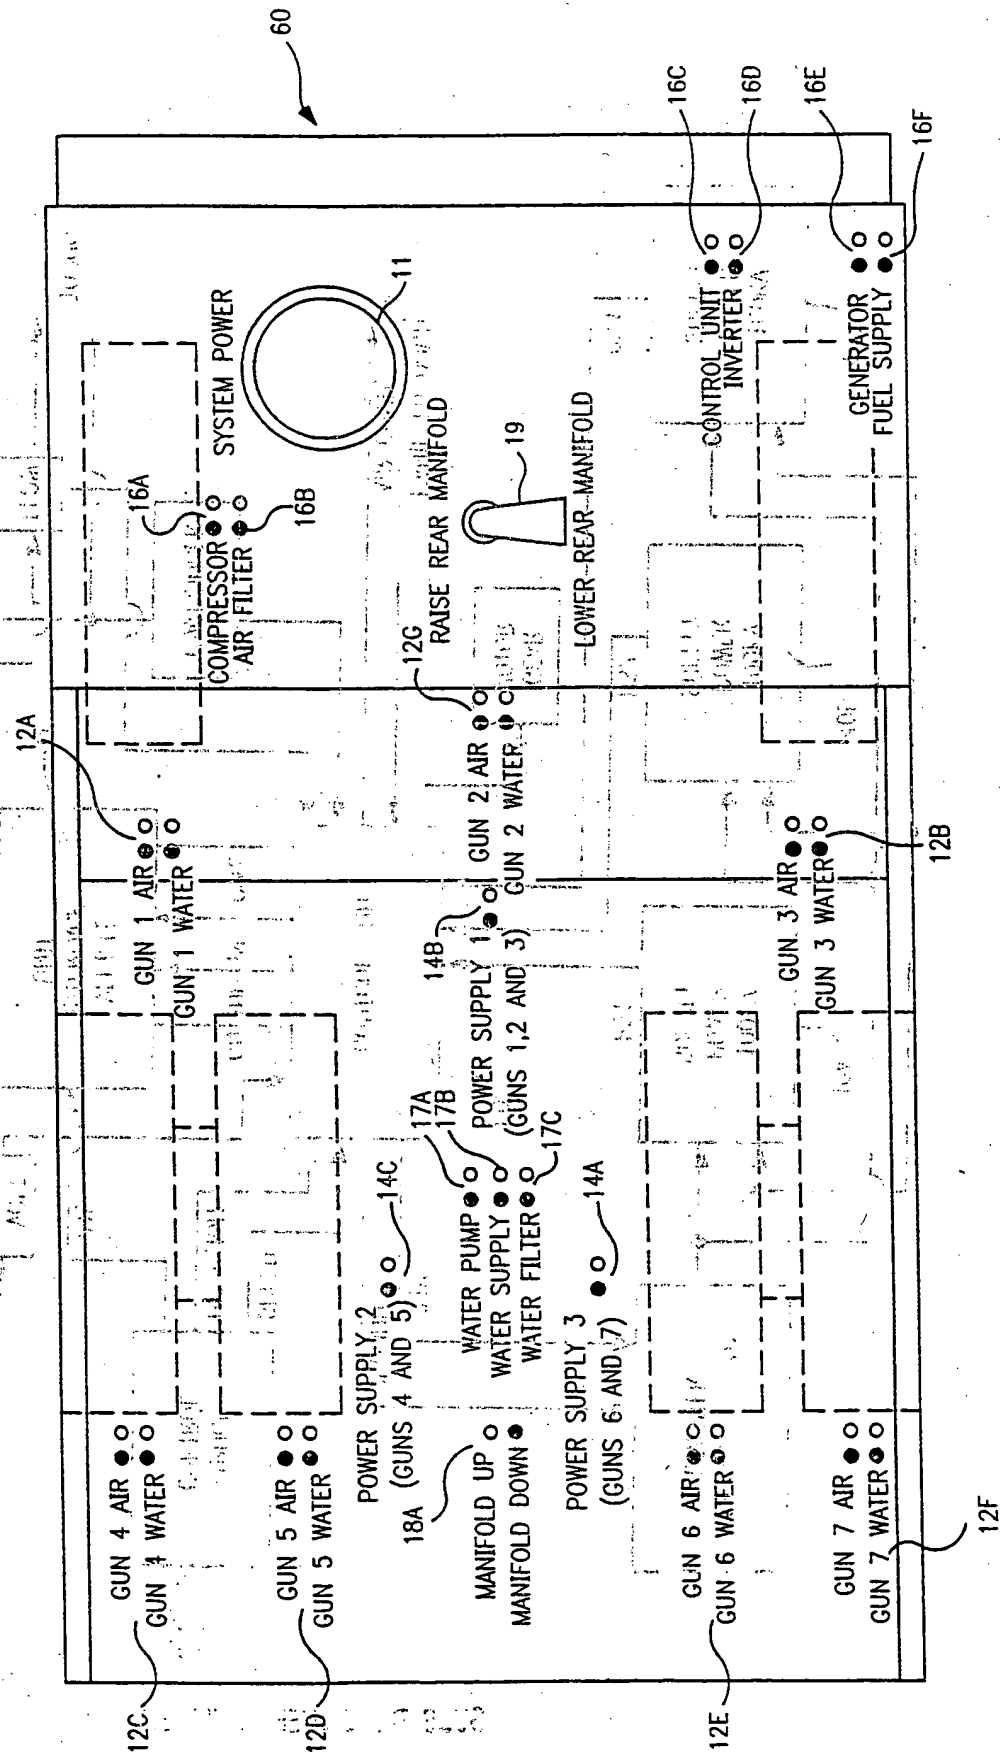 60
SYSTEM POWER
11
16A
COMPRESSOR
AIR FILTER
16B
RAISE REAR MANIFOLD
19
LOWER REAR MANIFOLD
16C
16D
CONTROL UNIT
INVERTER
16E
16F
GENERATOR
FUEL SUPPLY
12A
GUN 1 AIR
GUN 1 WATER
12G
GUN 2 AIR
GUN 2 WATER
12B
GUN 3 AIR
GUN 3 WATER
14B
POWER SUPPLY 1
(GUNS 1,2 AND 3)
17A
17B
17C
WATER PUMP
WATER SUPPLY
WATER FILTER
14C
POWER SUPPLY 2
(GUNS 4 AND 5)
14A
POWER SUPPLY 3
(GUNS 6 AND 7)
18A
MANIFOLD UP
MANIFOLD DOWN
GUN 4 AIR
GUN 4 WATER
12C
GUN 5 AIR
GUN 5 WATER
12D
GUN 6 AIR
GUN 6 WATER
12E
GUN 7 AIR
GUN 7 WATER
12F